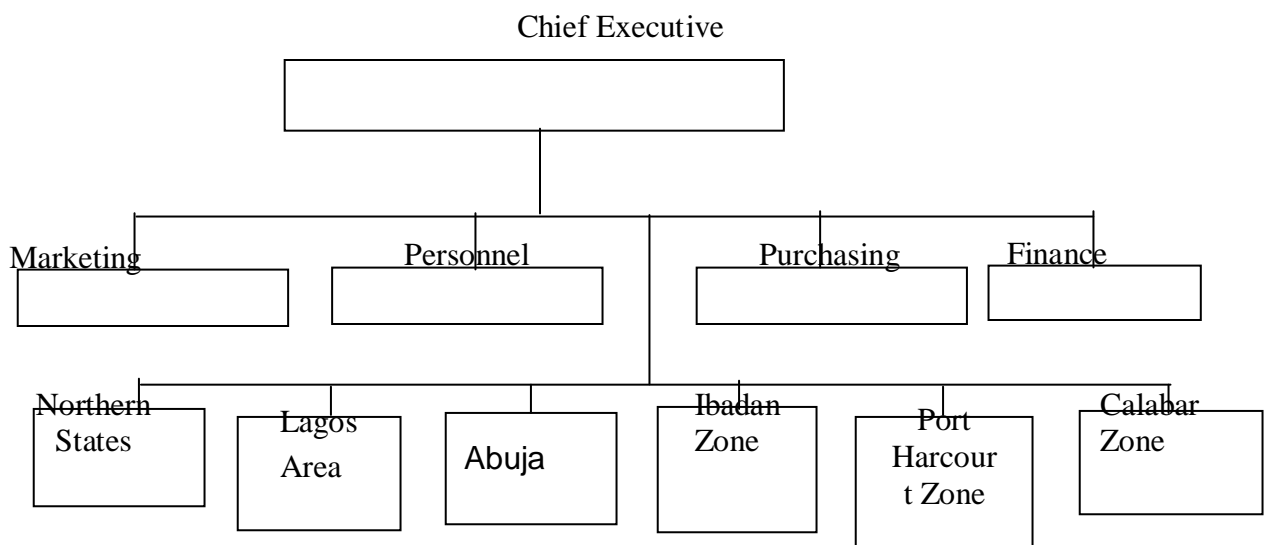 Chief Executive
Marketing
Personnel
Purchasing
Finance
Northern
States
Lagos
Area
Abuja
Ibadan
Zone
Port
Harcour
t Zone
Calabar
Zone